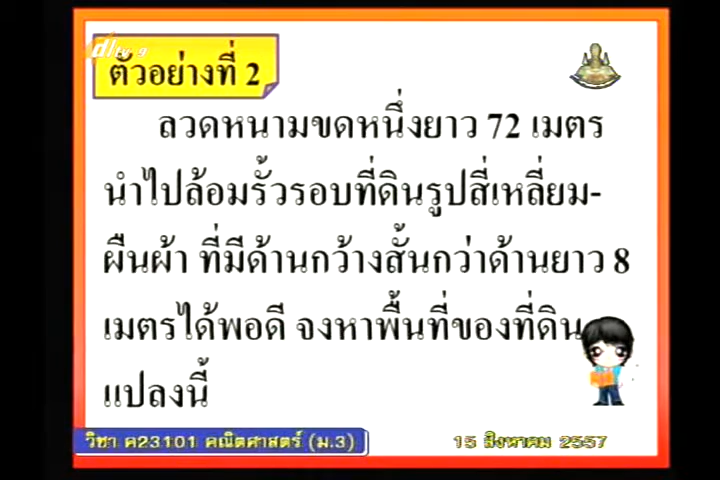 dltv 9
ตัวอย่างที่ 2
ลวดหนามขดหนึ่งยาว 72 เมตร
นำไปล้อมรั้วรอบที่ดินรูปสี่เหลี่ยม-
ผืนผ้า ที่มีด้านกว้างสั้นกว่าด้านยาว 8
เมตรได้พอดี จงหาพื้นที่ของที่ดิน
แปลงนี้
วิชา ค23101 คณิตศาสตร์ (ม.3) 15 สิงหาคม 2557